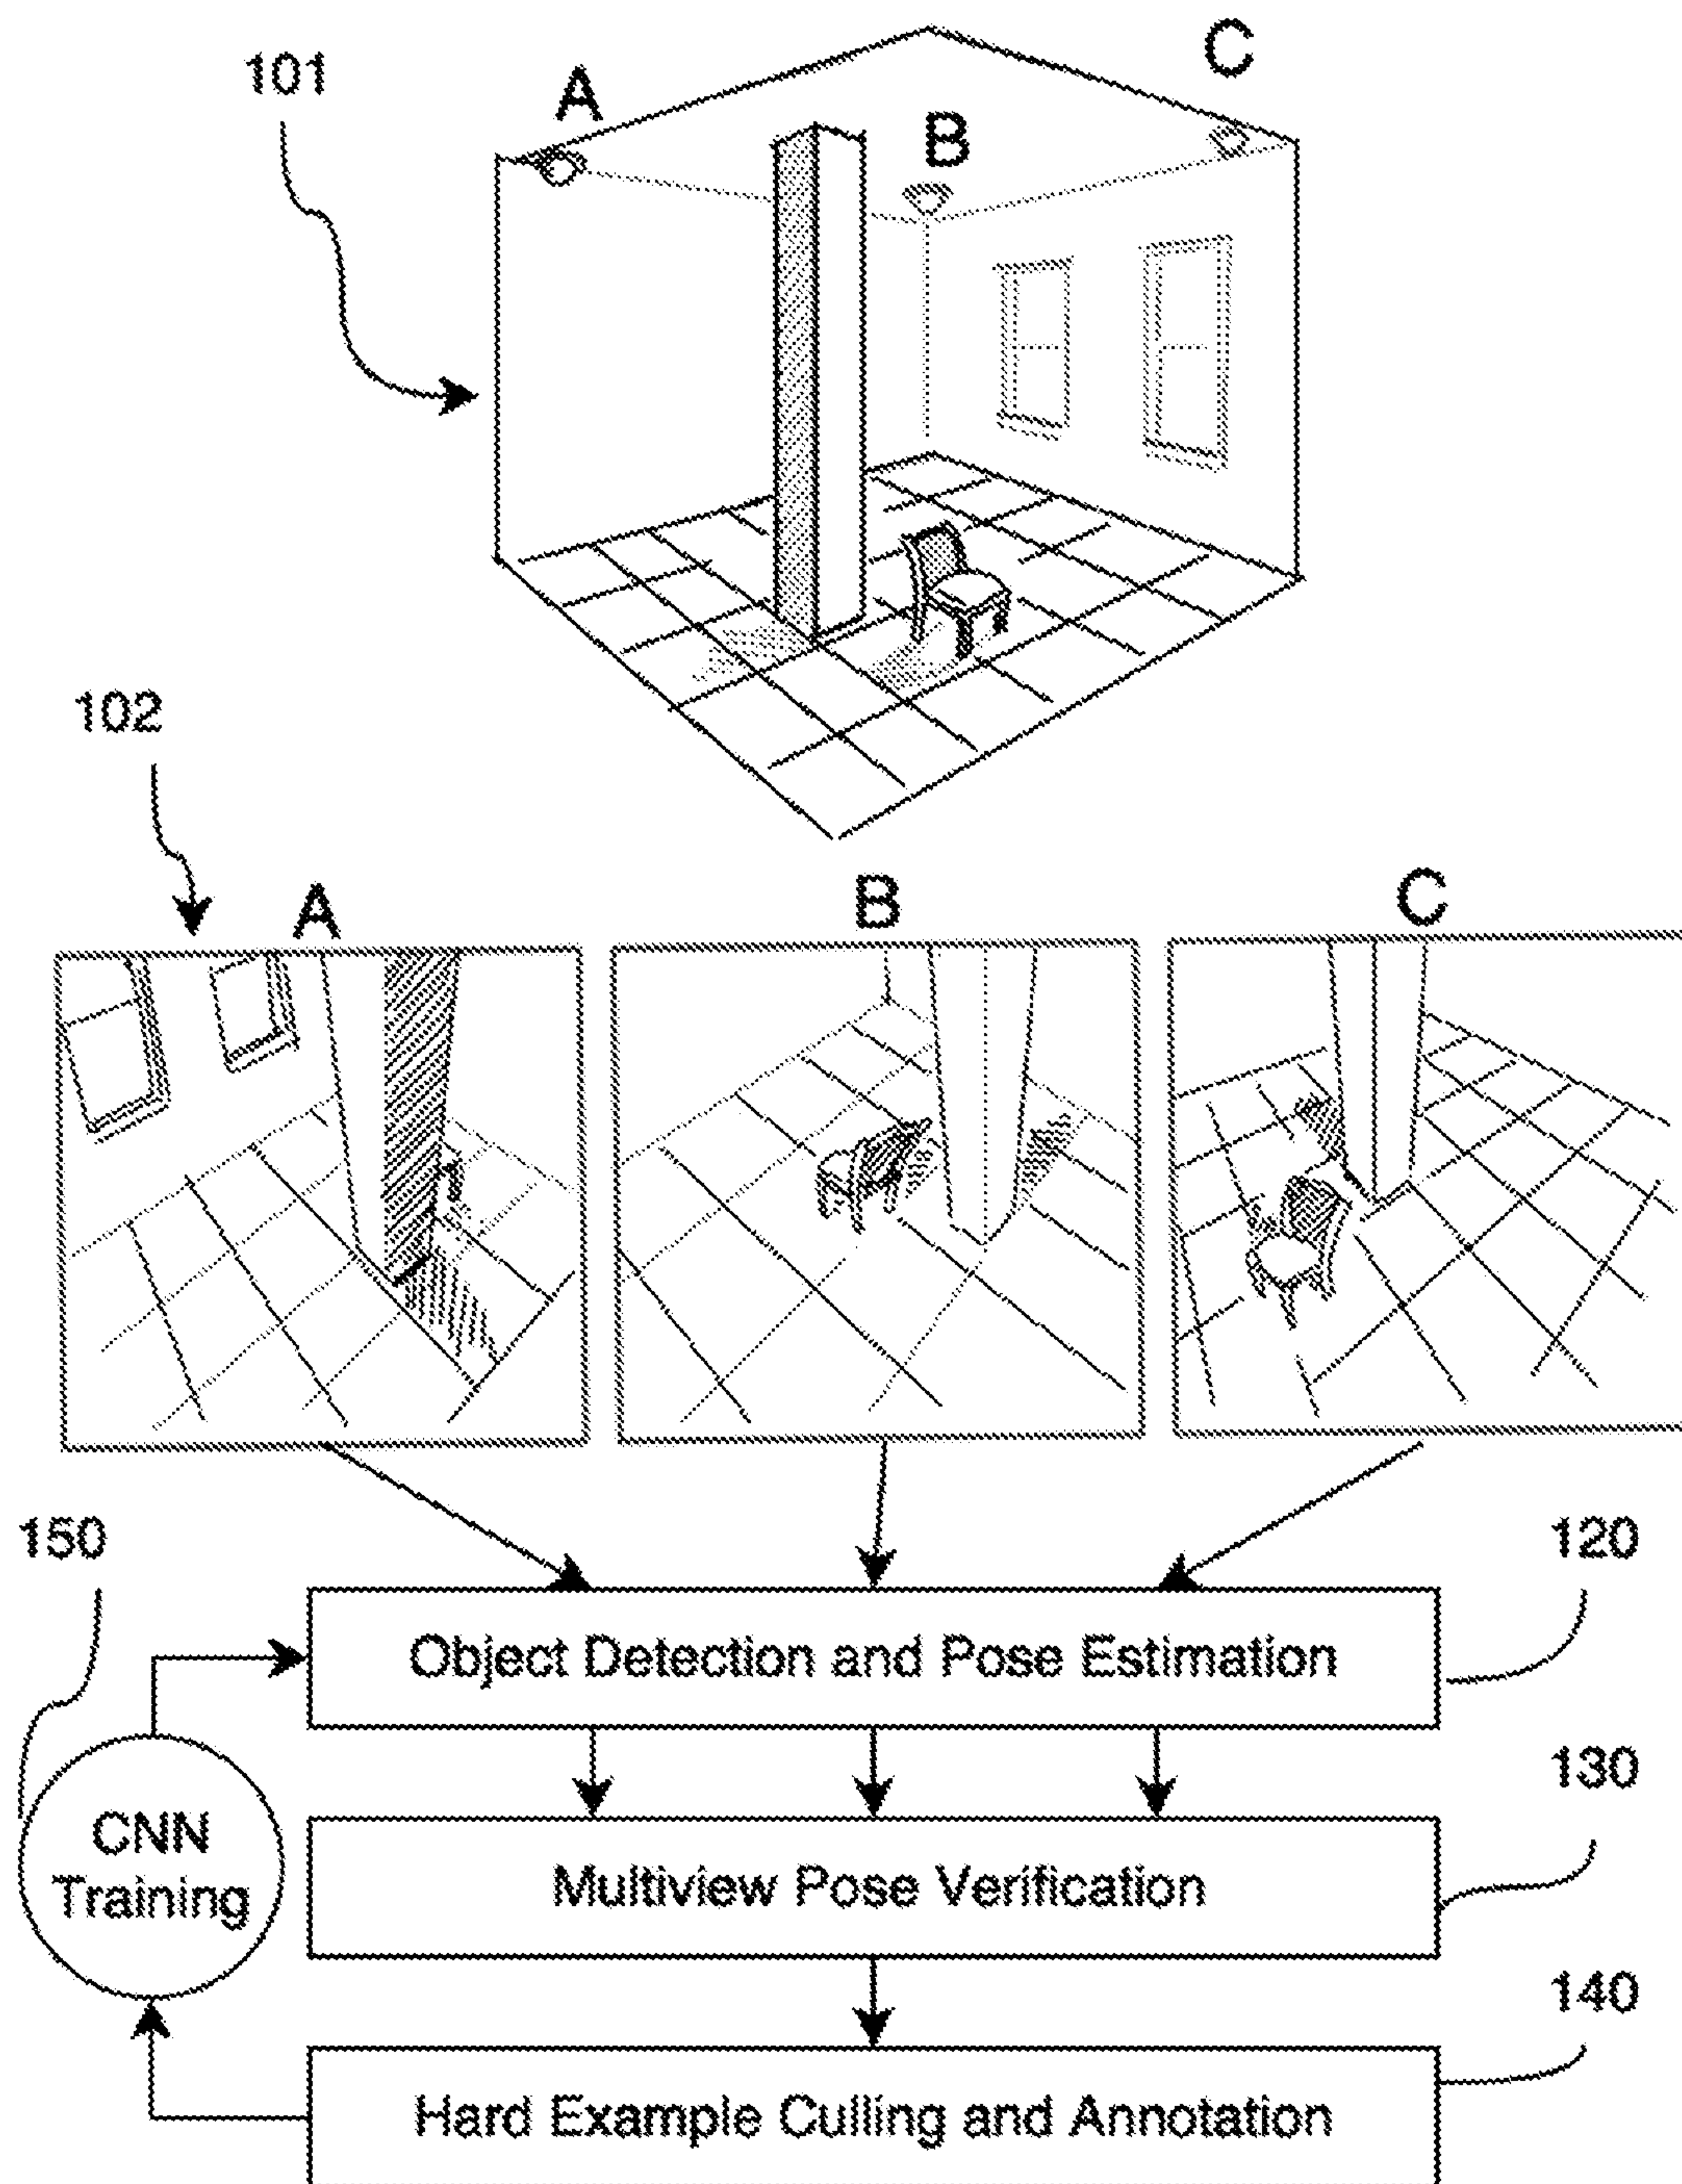 101
A
B
C
102
A
B
C
150
120
Object Detection and Pose Estimation
130
CNN
Training
Multiview Pose Verification
140
Hard Example Culling and Annotation